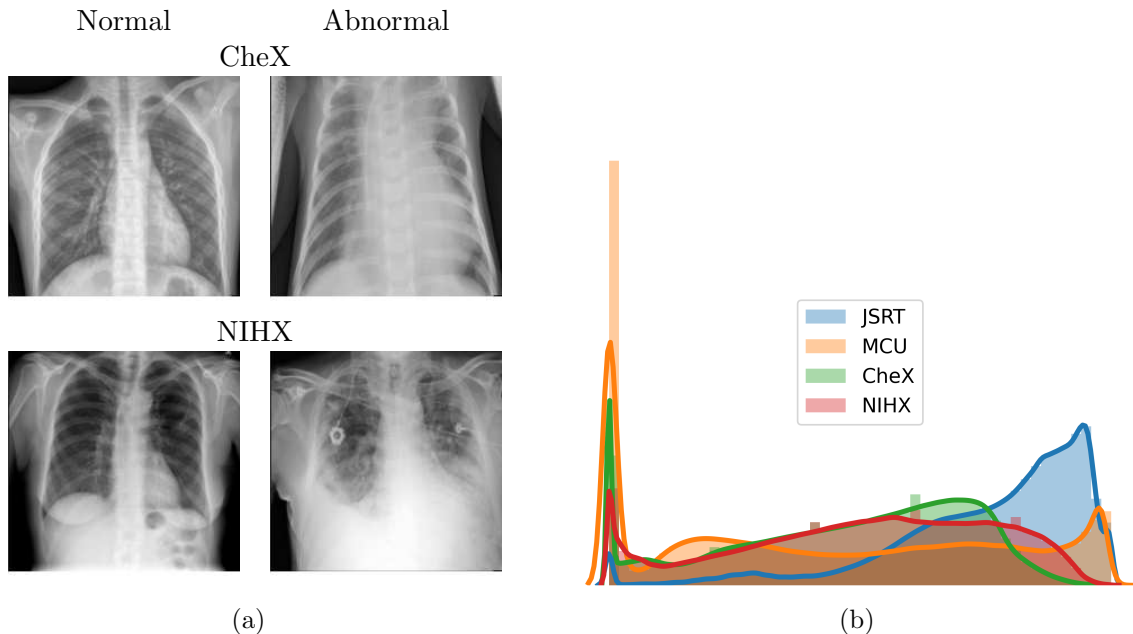 Normal Abnormal
CheX
NIHX
(a)
JSRT
MCU
CheX
NIHX
(b)